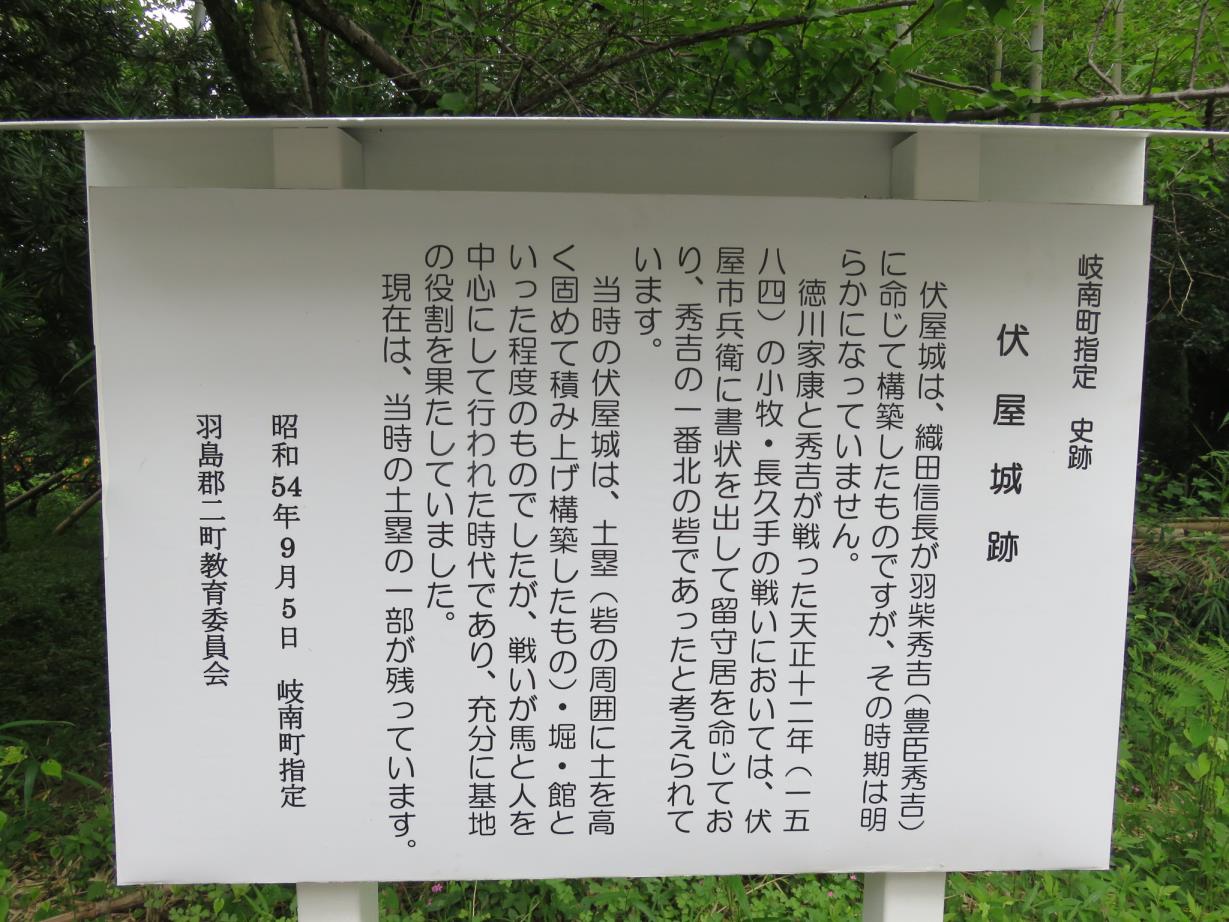 岐南町指定　史跡
伏屋城跡
伏屋城は、織田信長が羽柴秀吉（豊臣秀吉）
に命じて構築したものですが、その時期は明
らかになっていません。
徳川家康と秀吉が戦った天正十二年（一五
八四）の小牧・長久手の戦いにおいては、伏
屋市兵衛に書状を出して留守居を命じてお
り、秀吉の一番北の砦であったと考えられて
います。
当時の伏屋城は、土塁（砦の周囲に土を高
く固めて積み上げ構築したもの）・堀・館と
いった程度のものでしたが、戦いが馬と人を
中心にして行われた時代であり、充分に基地
の役割を果たしていました。
現在は、当時の土塁の一部が残っています。
昭和54年9月5日　岐南町指定
羽島郡二町教育委員会